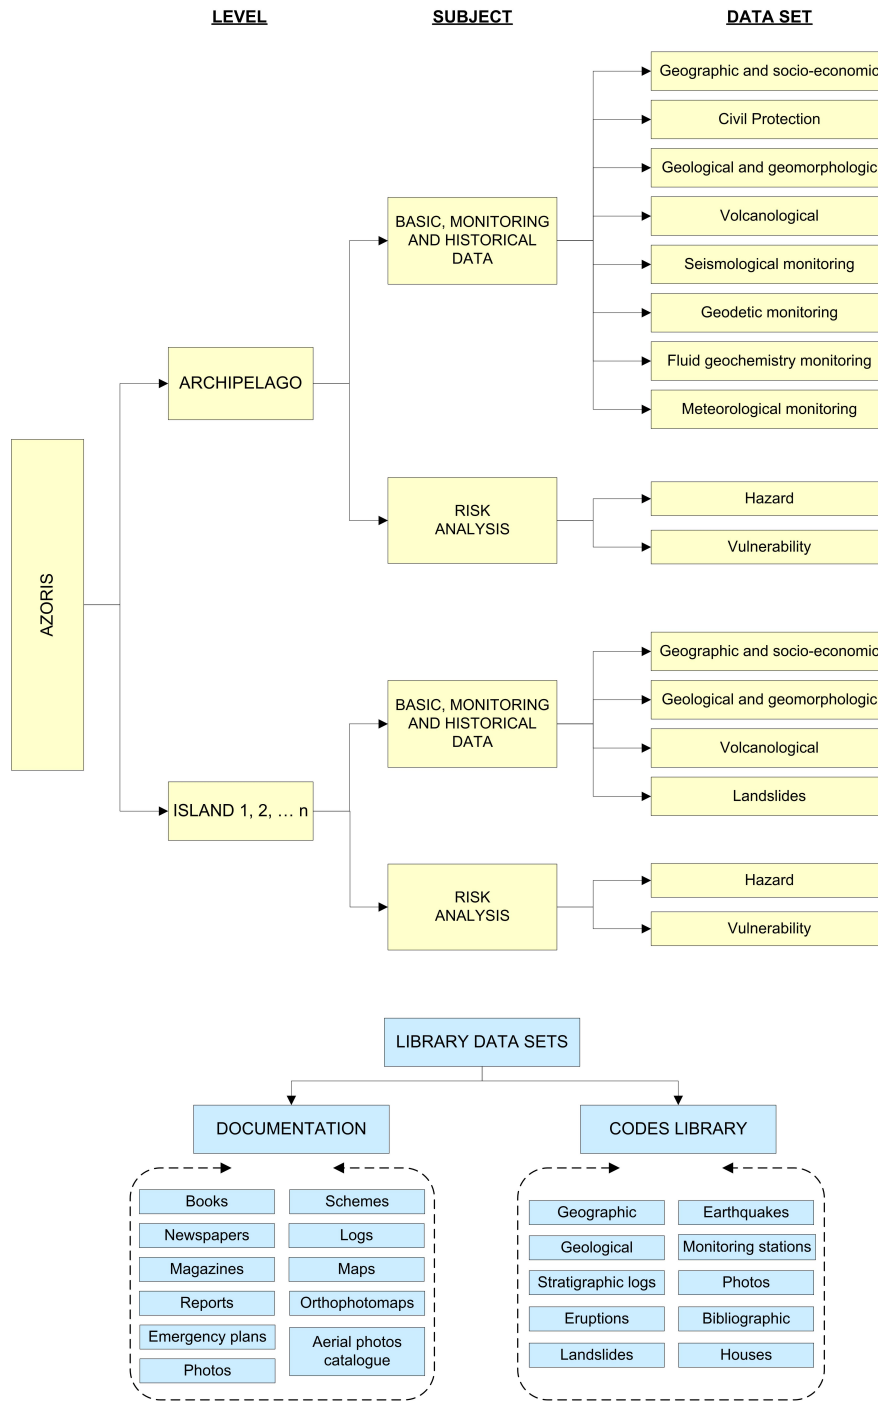 LEVEL
SUBJECT
DATA SET
Geographic and socio-economic
Civil Protection
Geological and geomorphologic
BASIC, MONITORING
AND HISTORICAL
DATA
Volcanological
Seismological monitoring
Geodetic monitoring
Fluid geochemistry monitoring
Meteorological monitoring
ARCHIPELAGO
RISK
ANALYSIS
Hazard
Vulnerability
AZORIS
Geographic and socio-economic
Geological and geomorphologic
BASIC, MONITORING
AND HISTORICAL
DATA
Volcanological
Landslides
ISLAND 1, 2, … n
RISK
ANALYSIS
Hazard
Vulnerability
LIBRARY DATA SETS
DOCUMENTATION
Books
Newspapers
Magazines
Reports
Emergency plans
Photos
Schemes
Logs
Maps
Orthophotomaps
Aerial photos
catalogue
CODES LIBRARY
Geographic
Geological
Stratigraphic logs
Eruptions
Landslides
Earthquakes
Monitoring stations
Photos
Bibliographic
Houses